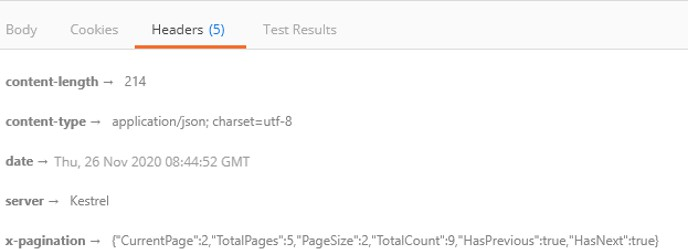 Body Cookies Headers (5) Test Results
content-length → 214
content-type → application/json; charset=utf-8
date → Thu, 26 Nov 2020 08:44:52 GMT
server → Kestrel
x-pagination → {"CurrentPage":2,"TotalPages":5,"PageSize":2,"TotalCount":9,"HasPrevious":true,"HasNext":true}